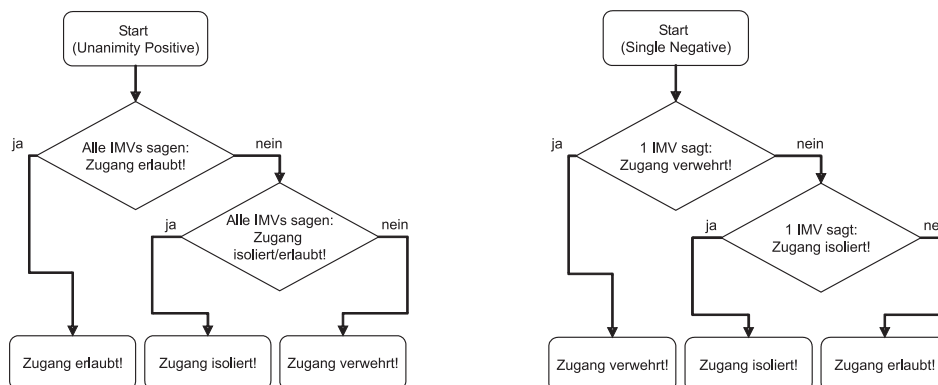 Start
(Unanimity Positive)
ja
Alle IMVs sagen:
Zugang erlaubt!
nein
ja
Alle IMVs sagen:
Zugang
isoliert/erlaubt!
nein
Zugang erlaubt!
Zugang isoliert!
Zugang verwehrt!
Start
(Single Negative)
ja
1 IMV sagt:
Zugang verwehrt!
nein
ja
1 IMV sagt:
Zugang isoliert!
Zugang verwehrt!
Zugang isoliert!
Zugang erlaubt!